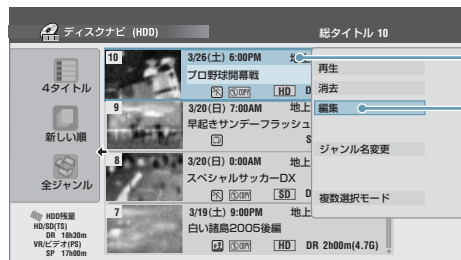 ディスクナビ (HDD)
総タイトル 10
4タイトル
新しい順
全ジャンル
HDD残量
HD/SD(TS)
DR 18h30m
VR/ビデオ(PS)
SP 17h00m
10
3/26(土) 6:00PM
プロ野球開幕戦
HD D
9
3/20(日) 7:00AM 地上
早起きサンデーフラッシュ
S
8
3/20(日) 0:00AM 地上
スペシャルサッカーDX
SD D
7
3/19(土) 9:00PM 地上
白い諸島2005後編
HD DR 2h00m(4.7G)
再生
消去
編集
ジャンル名変更
複数選択モード